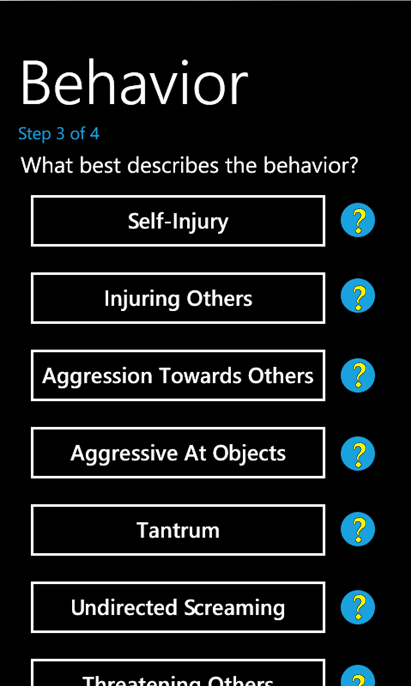 Behavior
Step 3 of 4
What best describes the behavior?
Self-Injury
?
Injuring Others
?
Aggression Towards Others
?
Aggressive At Objects
?
Tantrum
?
Undirected Screaming
?
Threatening Others
?